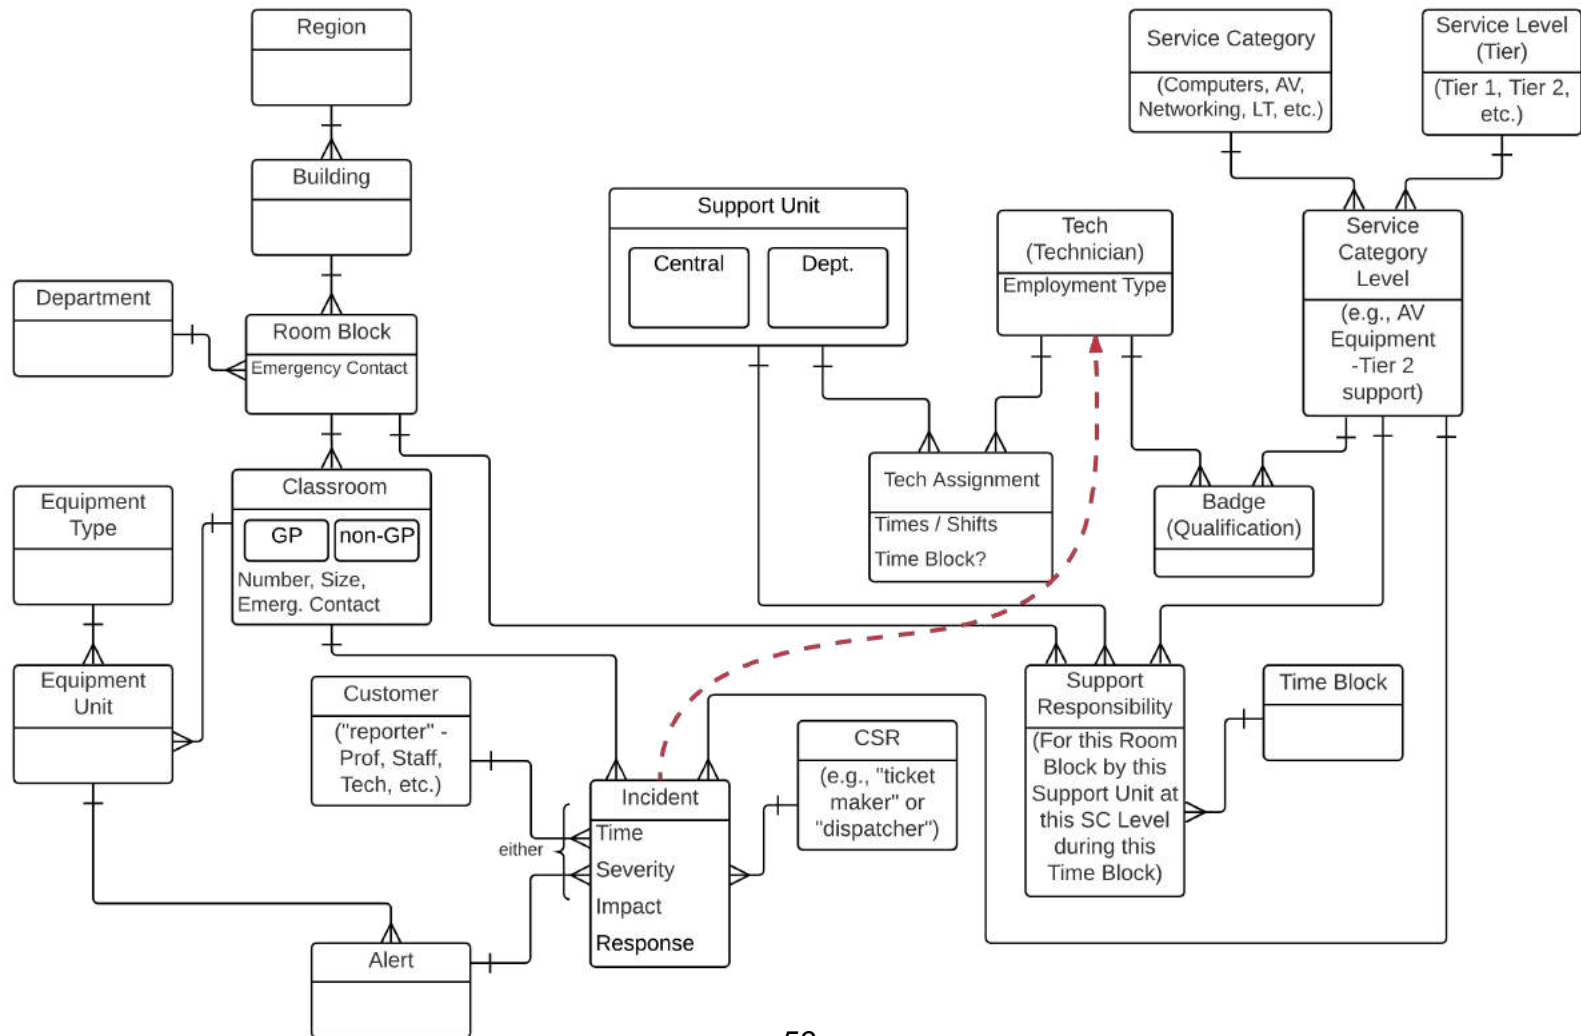 Region
Building
Department
Room Block
Emergency Contact
Classroom
GP
non-GP
Number, Size,
Emerg. Contact
Equipment
Type
Equipment
Unit
Customer
("reporter" -
Prof, Staff,
Tech, etc.)
Alert
either
Incident
Time
Severity
Impact
Response
CSR
(e.g., "ticket
maker" or
"dispatcher")
Support Unit
Central
Dept.
Tech
(Technician)
Employment Type
Tech Assignment
Times / Shifts
Time Block?
Service Category
(Computers, AV,
Networking, LT, etc.)
Service Level
(Tier)
(Tier 1, Tier 2,
etc.)
Service
Category
Level
(e.g., AV
Equipment
-Tier 2
support)
Badge
(Qualification)
Support
Responsibility
(For this Room
Block by this
Support Unit at
this SC Level
during this
Time Block)
Time Block